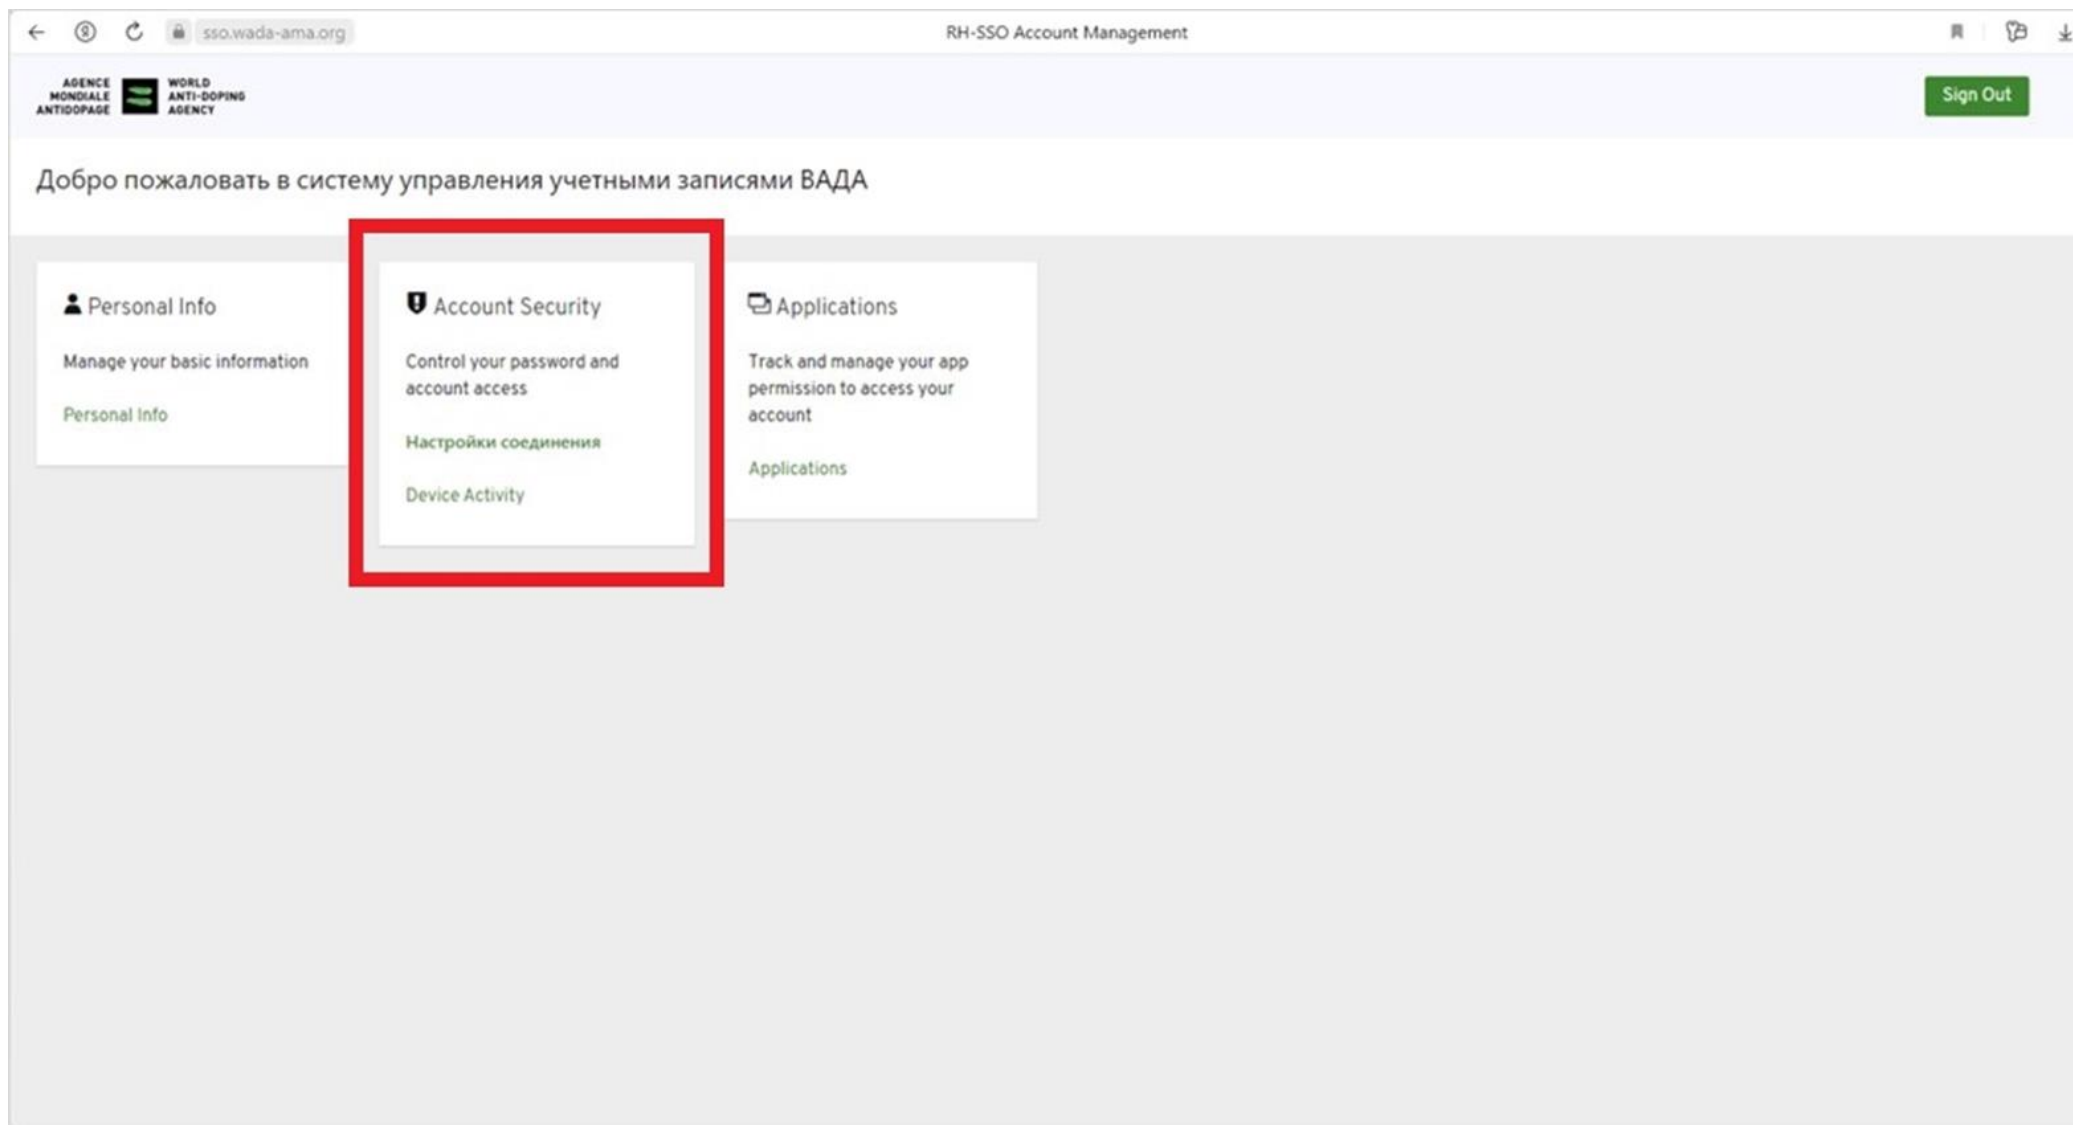 sso.wada-ama.org
RH-SSO Account Management
AGENCE
MONDIALE
ANTIDOPAGE
WORLD
ANTI-DOPING
AGENCY
Sign Out
Добро пожаловать в систему управления учетными записями ВАДА
Personal Info
Manage your basic information
Personal Info
Account Security
Control your password and
account access
Настройки соединения
Device Activity
Applications
Track and manage your app
permission to access your
account
Applications